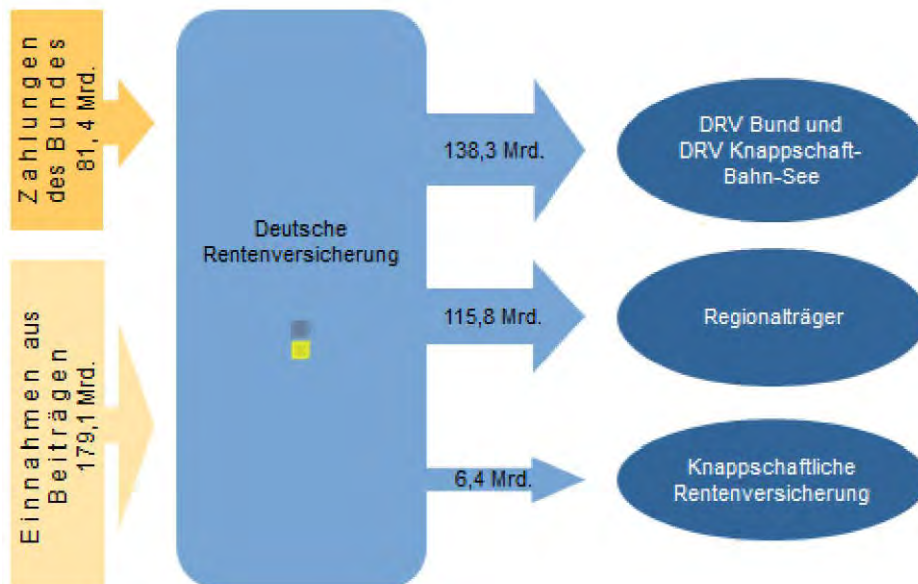 Zahlungen
des Bundes
81, 4 Mrd.
Einnahmen aus
Beiträgen
179,1 Mrd.
Deutsche
Rentenversicherung
138,3 Mrd.
115,8 Mrd.
6,4 Mrd.
DRV Bund und
DRV Knappschaft-
Bahn-See
Regionalträger
Knappschaftliche
Rentenversicherung